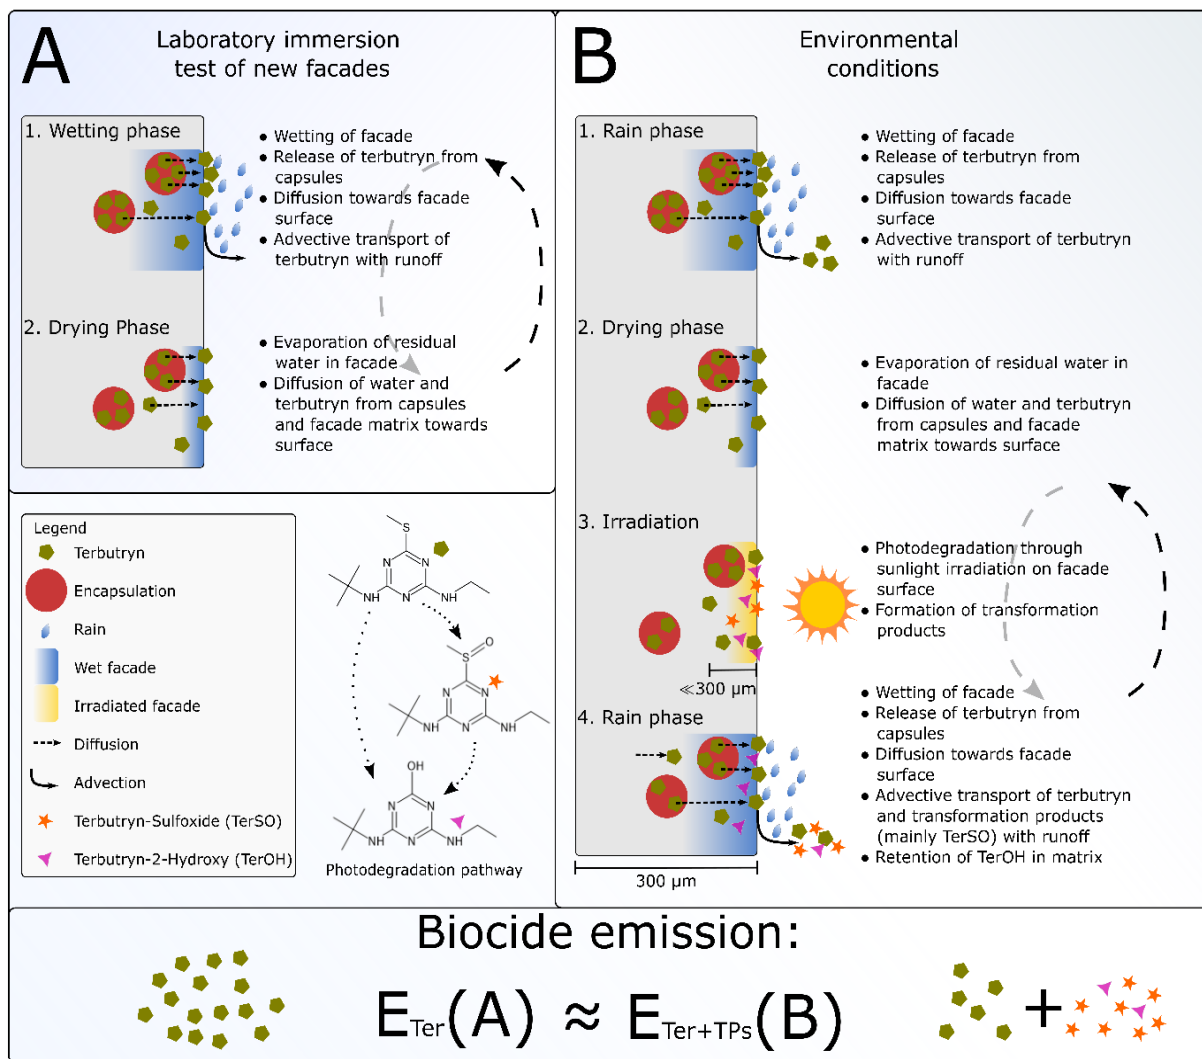 A
Laboratory immersion
test of new facades
1. Wetting phase
● Wetting of facade
● Release of terbutryn from
capsules
● Diffusion towards facade
surface
● Advective transport of
terbutryn with runoff
2. Drying Phase
● Evaporation of residual
water in facade
● Diffusion of water and
terbutryn from capsules
and facade matrix towards
surface
Legend
Terbutryn
Encapsulation
Rain
Wet facade
Irradiated facade
Diffusion
Advection
Terbutryn-Sulfoxide (TerSO)
Terbutryn-2-Hydroxy (TerOH)
S
N
N
NH
N
NH
O
S
N
N
NH
N
NH
OH
N
N
NH
N
NH
Photodegradation pathway
B
Environmental
conditions
1. Rain phase
● Wetting of facade
● Release of terbutryn from
capsules
● Diffusion towards facade
surface
● Advective transport of terbutryn
with runoff
2. Drying phase
● Evaporation of residual water in
facade
● Diffusion of water and terbutryn
from capsules and facade
matrix towards surface
3. Irradiation
● Photodegradation through
sunlight irradiation on facade
surface
● Formation of transformation
products
≪300 µm
4. Rain phase
● Wetting of facade
● Release of terbutryn from
capsules
● Diffusion towards facade
surface
● Advective transport of terbutryn
and transformation products
(mainly TerSO) with runoff
● Retention of TerOH in matrix
300 µm
Biocide emission:
ETer(A) ≈ ETer+TPs(B)
+